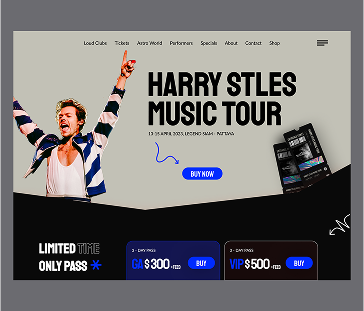 Loud Clubs Tickets Astro World Performers Specials About Contact Shop
HARRY STLES
MUSIC TOUR
13-15 APRIL 2023, LEGEND SIAM - PATTAYA
BUY NOW
LIMITED TIME
ONLY PASS
3 - DAY PASS
GA $300 +FEES
BUY
3 - DAY PASS
VIP $500 +FEES
BUY